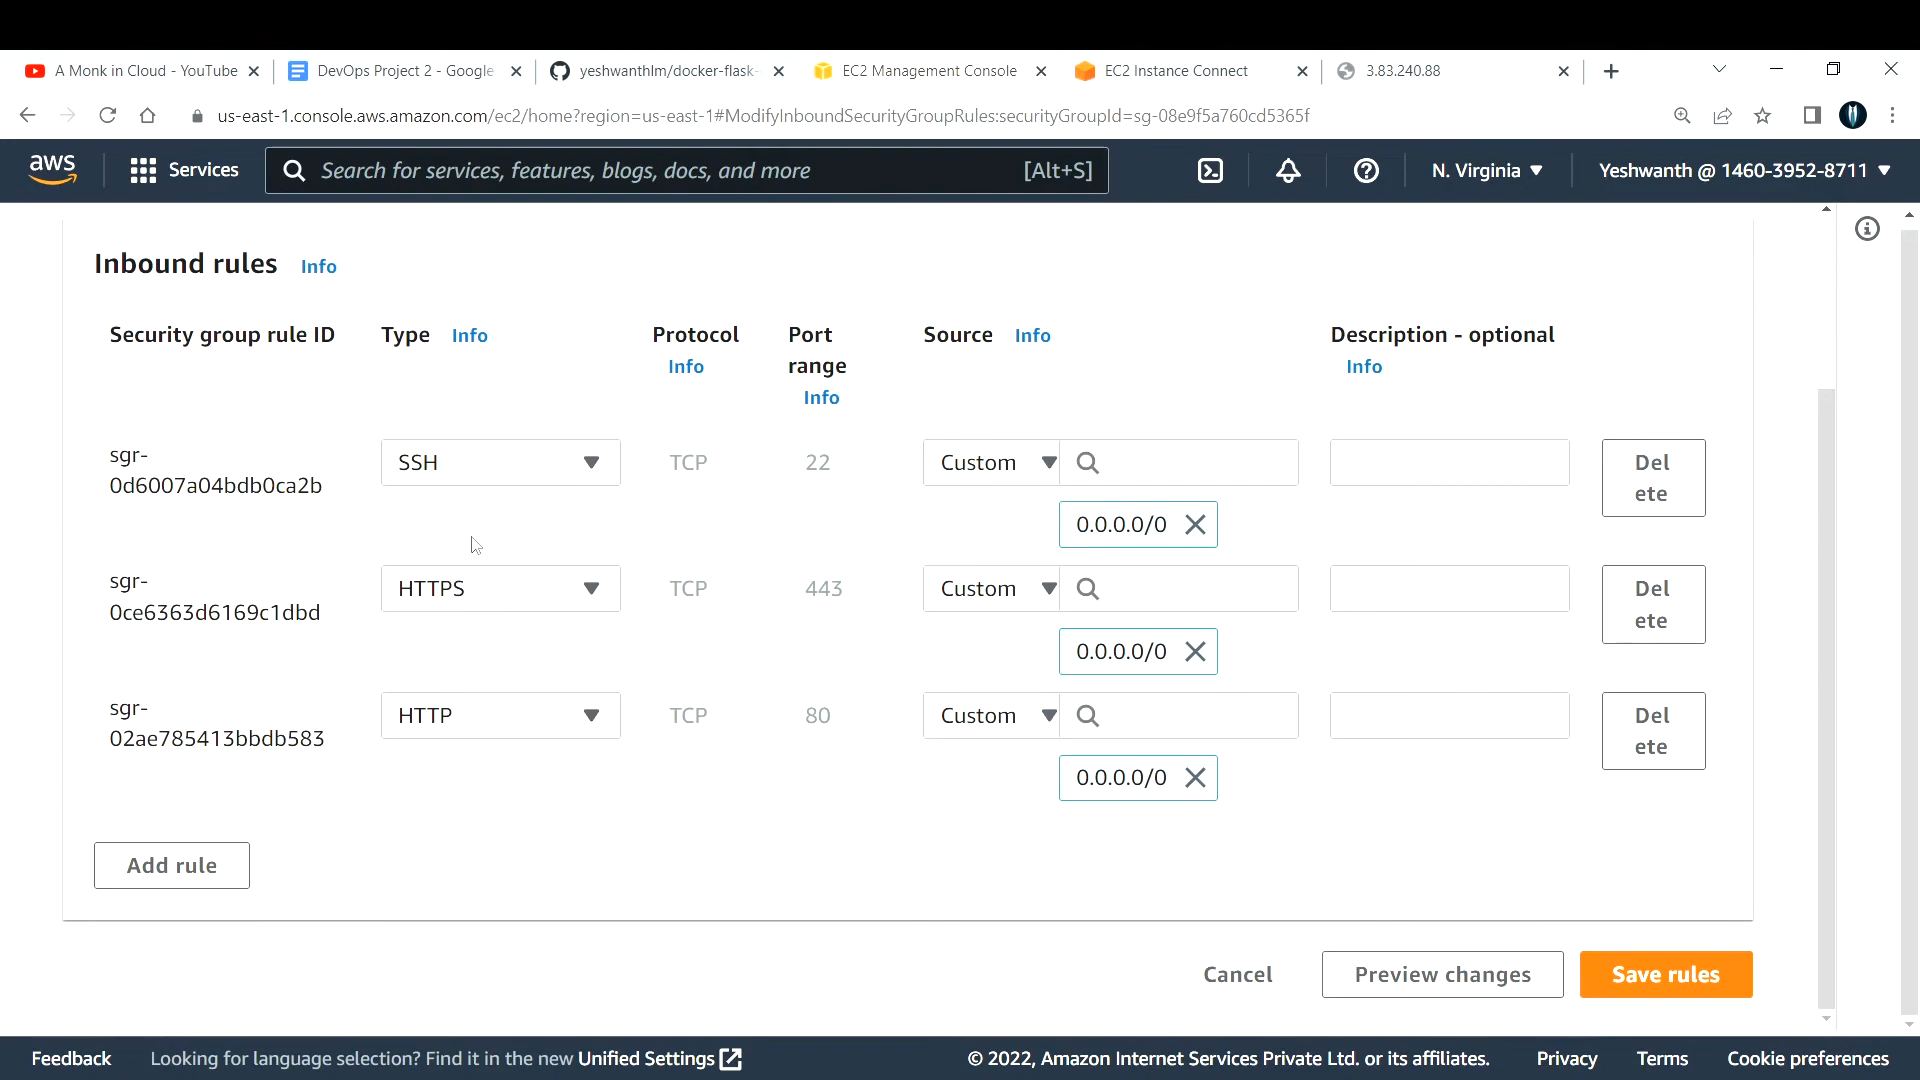 A Monk in Cloud - YouTube
DevOps Project 2 - Google
yeshwanthlm/docker-flask-
EC2 Management Console
EC2 Instance Connect
3.83.240.88
us-east-1.console.aws.amazon.com/ec2/home?region=us-east-1#ModifyInboundSecurityGroupRules:securityGroupId=sg-08e9f5a760cd5365f
aws Services Search for services, features, blogs, docs, and more [Alt+S] N. Virginia Yeshwanth @ 1460-3952-8711
Inbound rules Info
Security group rule ID Type Info Protocol Info Port range Info Source Info Description - optional Info
sgr-
0d6007a04bdb0ca2b
SSH TCP 22 Custom
0.0.0.0/0
Del
ete
sgr-
0ce6363d6169c1dbd
HTTPS TCP 443 Custom
0.0.0.0/0
Del
ete
sgr-
02ae785413bbdb583
HTTP TCP 80 Custom
0.0.0.0/0
Del
ete
Add rule
Cancel Preview changes Save rules
Feedback Looking for language selection? Find it in the new Unified Settings © 2022, Amazon Internet Services Private Ltd. or its affiliates. Privacy Terms Cookie preferences